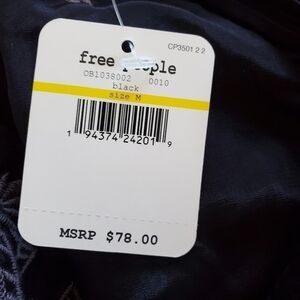 CP3501 2 2
free people
OB1038002 0010
black
size M
1 94374 24201 9
MSRP $78.00